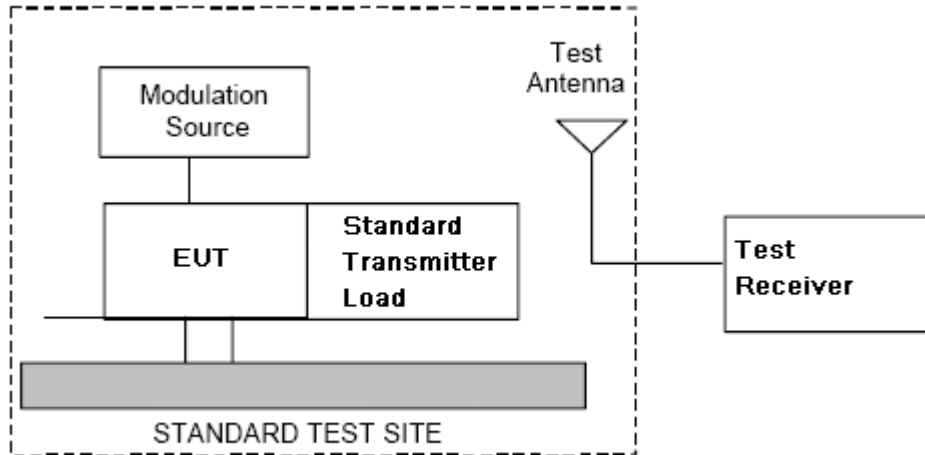 Test
Antenna
Modulation
Source
EUT
Standard
Transmitter
Load
Test
Receiver
STANDARD TEST SITE